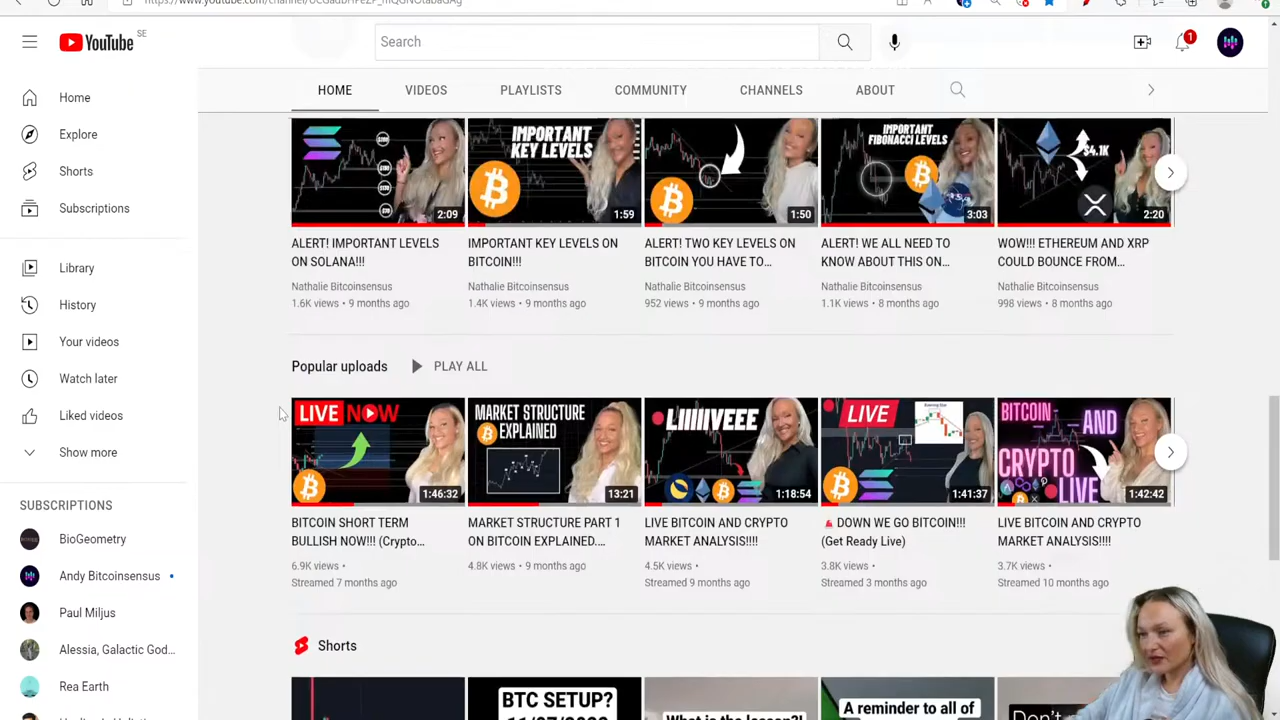 YouTube
SE
Search
1
HOME
VIDEOS
PLAYLISTS
COMMUNITY
CHANNELS
ABOUT
Home
Explore
Shorts
Subscriptions
Library
History
Your videos
Watch later
Liked videos
Show more
SUBSCRIPTIONS
BioGeometry
Andy Bitcoinsensus
Paul Miljus
Alessia, Galactic God...
Rea Earth
2:09
IMPORTANT
KEY LEVELS
1:59
1:50
IMPORTANT
FIBONACCI LEVELS
3:03
$4.1K
2:20
ALERT! IMPORTANT LEVELS
ON SOLANA!!!
Nathalie Bitcoinsensus
1.6K views • 9 months ago
IMPORTANT KEY LEVELS ON
BITCOIN!!!
Nathalie Bitcoinsensus
1.4K views • 9 months ago
ALERT! TWO KEY LEVELS ON
BITCOIN YOU HAVE TO...
Nathalie Bitcoinsensus
952 views • 9 months ago
ALERT! WE ALL NEED TO
KNOW ABOUT THIS ON...
Nathalie Bitcoinsensus
1.1K views • 8 months ago
WOW!!! ETHEREUM AND XRP
COULD BOUNCE FROM...
Nathalie Bitcoinsensus
998 views • 8 months ago
Popular uploads
PLAY ALL
LIVE NOW
1:46:32
MARKET STRUCTURE
EXPLAINED
13:21
LIIIIVEEE
1:18:54
LIVE
Evening Star
1:41:37
BITCOIN
AND
CRYPTO
LIVE
1:42:42
BITCOIN SHORT TERM
BULLISH NOW!!! (Crypto...
6.9K views •
Streamed 7 months ago
MARKET STRUCTURE PART 1
ON BITCOIN EXPLAINED....
4.8K views • 9 months ago
LIVE BITCOIN AND CRYPTO
MARKET ANALYSIS!!!!
4.5K views •
Streamed 9 months ago
🚨DOWN WE GO BITCOIN!!!
(Get Ready Live)
3.8K views •
Streamed 3 months ago
LIVE BITCOIN AND CRYPTO
MARKET ANALYSIS!!!!
3.7K views •
Streamed 10 months ago
Shorts
BTC SETUP?
What is the lesson?!
A reminder to all of
Don't